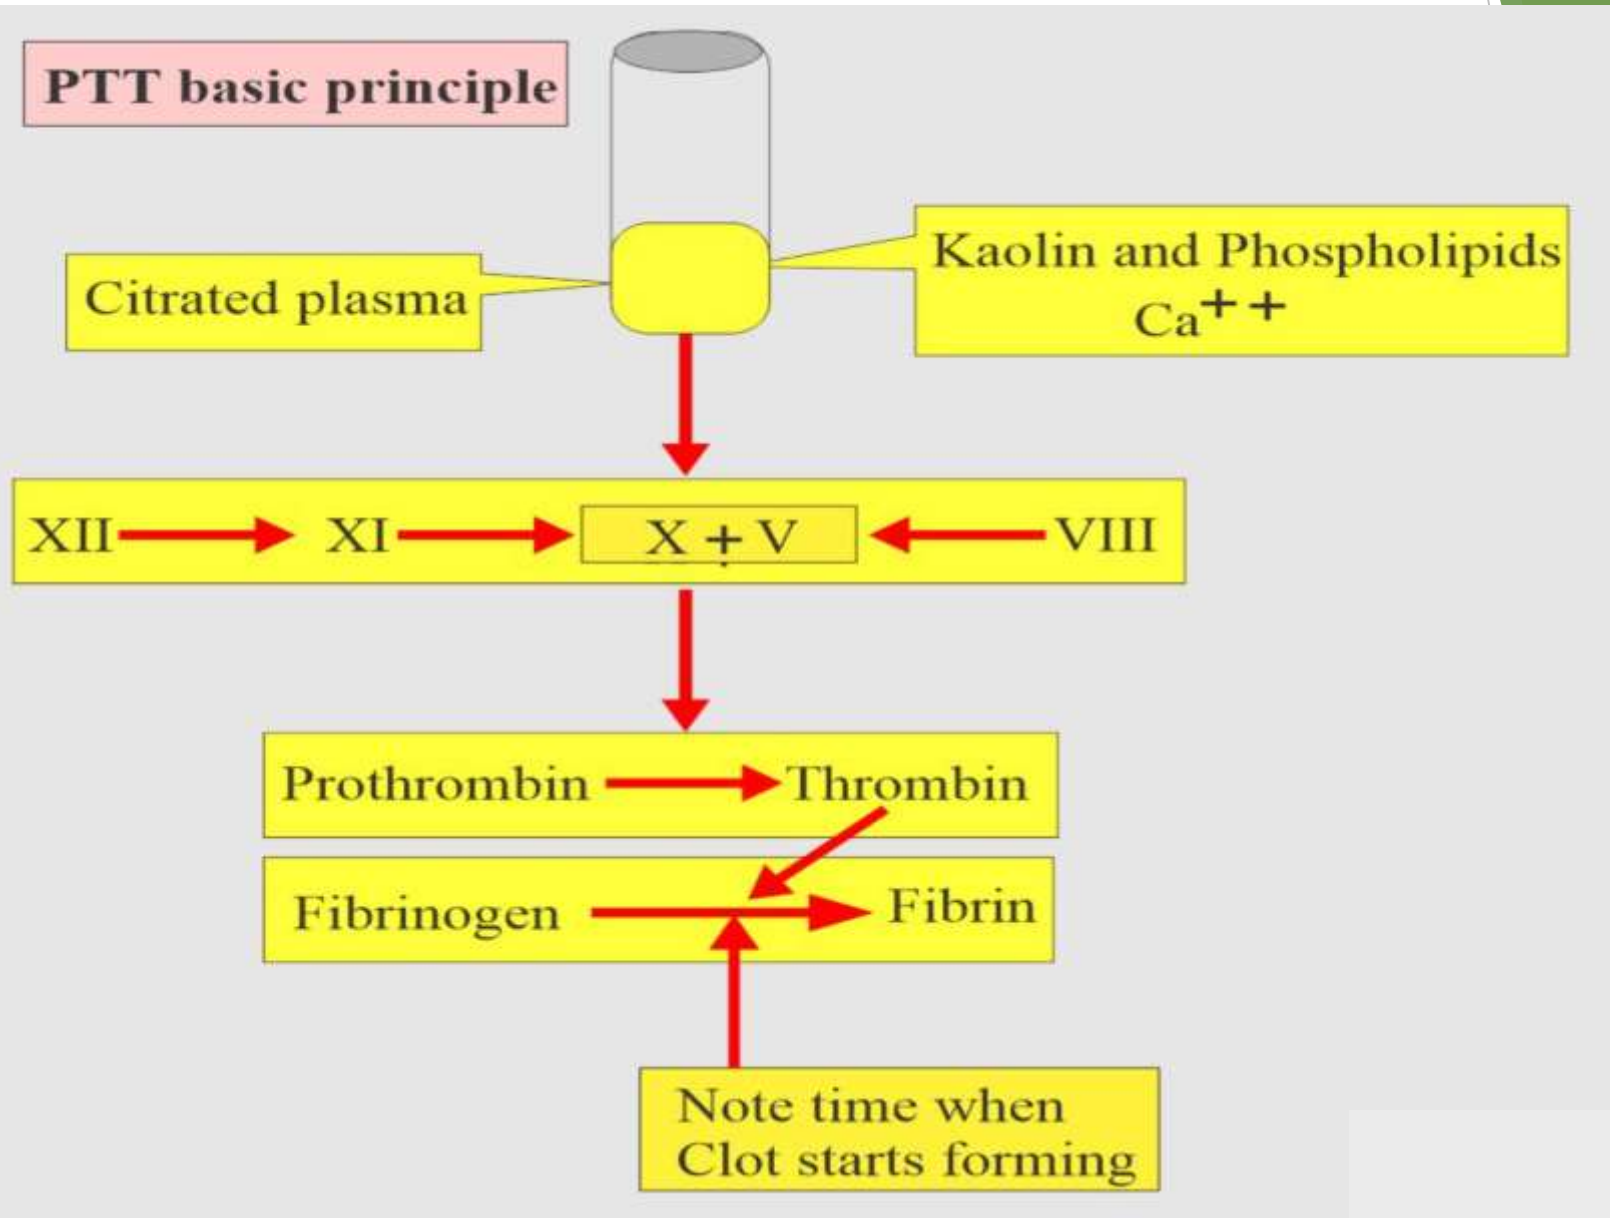 PTT basic principle
Citrated plasma
Kaolin and Phospholipids
Ca++
XII XI X + V VIII
Prothrombin Thrombin
Fibrinogen Fibrin
Note time when
Clot starts forming